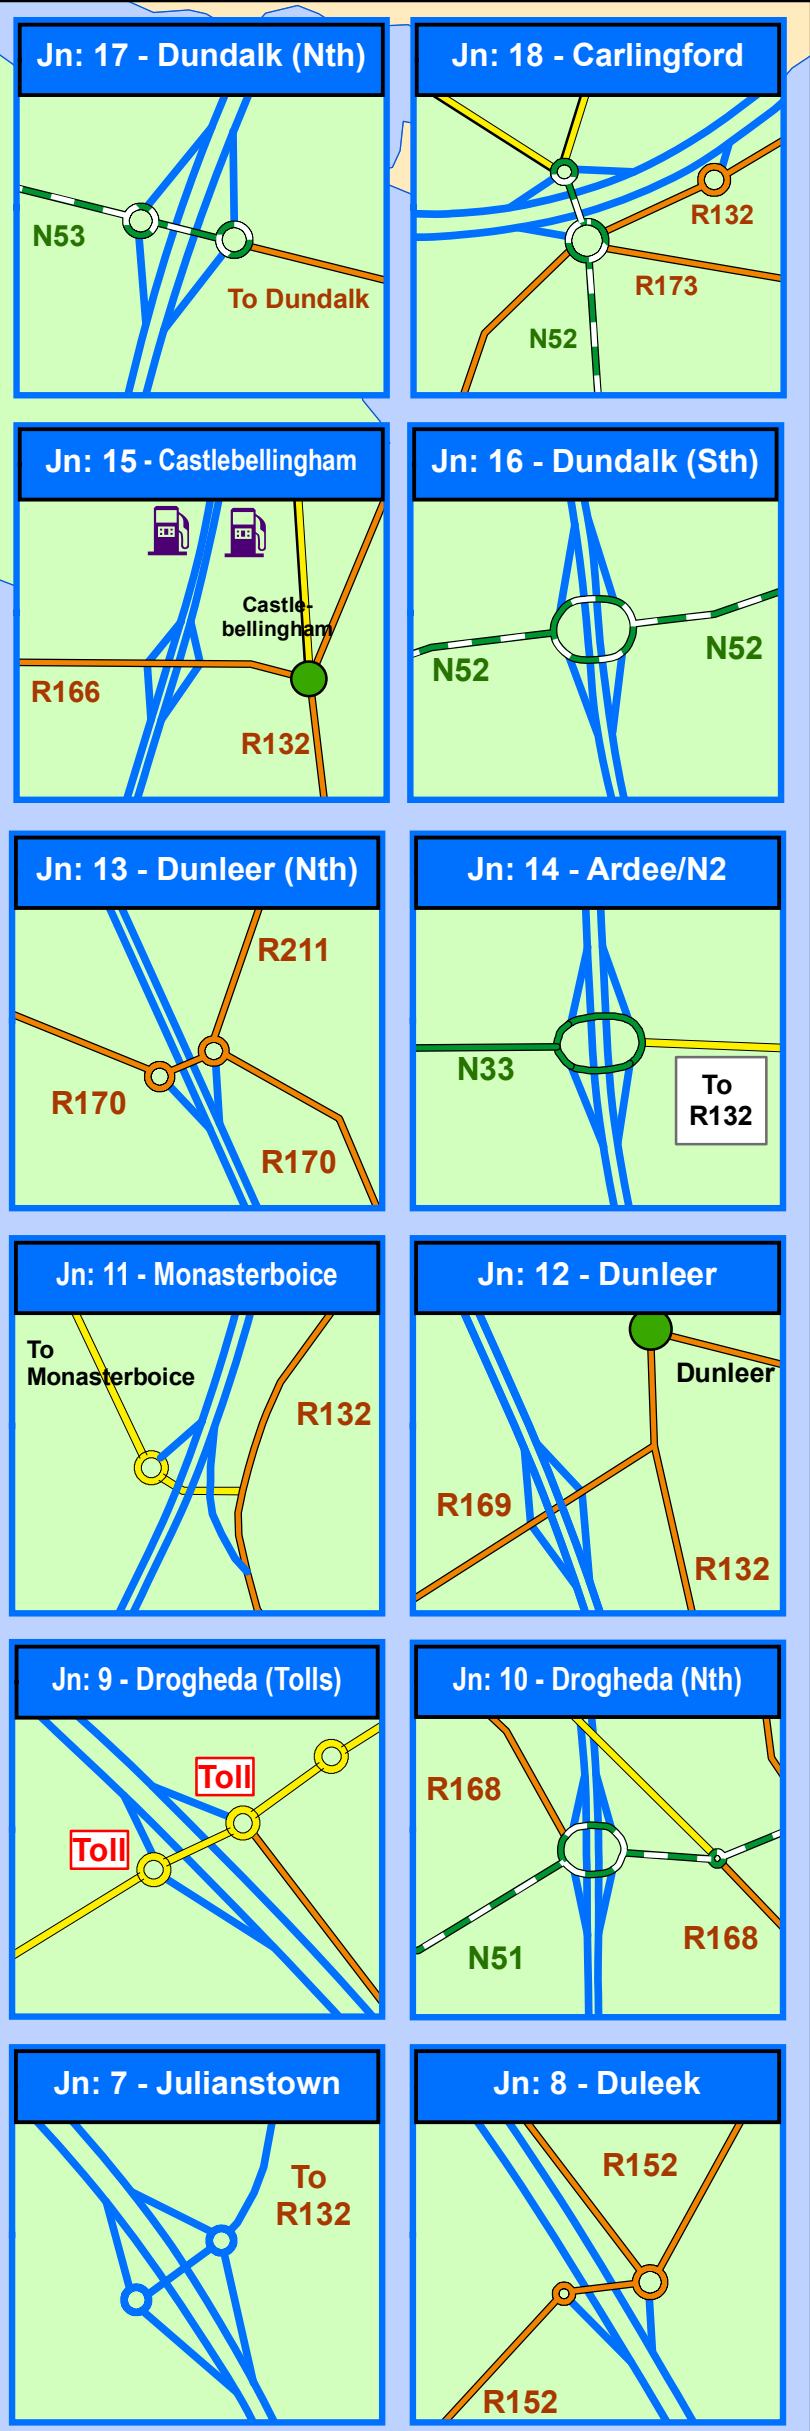 Jn: 17 - Dundalk (Nth)
N53
To Dundalk
Jn: 18 - Carlingford
R132
R173
N52
Jn: 15 - Castlebellingham
Castle-
bellingham
R166
R132
Jn: 16 - Dundalk (Sth)
N52
N52
Jn: 13 - Dunleer (Nth)
R211
R170
R170
Jn: 14 - Ardee/N2
N33
To
R132
Jn: 11 - Monasterboice
To
Monasterboice
R132
Jn: 12 - Dunleer
Dunleer
R169
R132
Jn: 9 - Drogheda (Tolls)
Toll
Toll
Jn: 10 - Drogheda (Nth)
R168
R168
N51
Jn: 7 - Julianstown
To
R132
Jn: 8 - Duleek
R152
R152